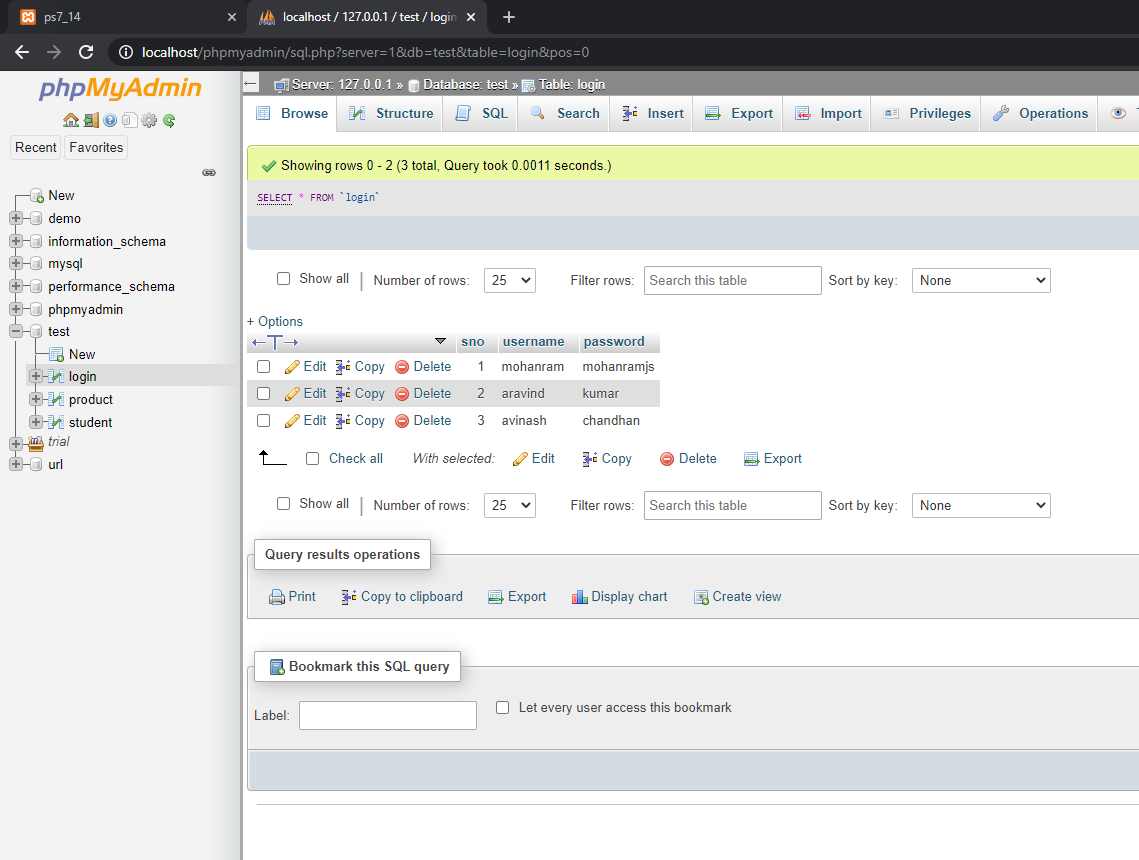 ps7_14
localhost / 127.0.0.1 / test / login
localhost/phpmyadmin/sql.php?server=1&db=test&table=login&pos=0
phpMyAdmin
Recent Favorites
New
demo
information_schema
mysql
performance_schema
phpmyadmin
test
New
login
product
student
trial
url
Server: 127.0.0.1 » Database: test » Table: login
Browse Structure SQL Search Insert Export Import Privileges Operations
Showing rows 0 - 2 (3 total, Query took 0.0011 seconds.)
SELECT * FROM `login`
Show all | Number of rows: 25 Filter rows: Search this table Sort by key: None
+ Options
←T→ sno username password
Edit Copy Delete 1 mohanram mohanramjs
Edit Copy Delete 2 aravind kumar
Edit Copy Delete 3 avinash chandhan
Check all With selected: Edit Copy Delete Export
Show all | Number of rows: 25 Filter rows: Search this table Sort by key: None
Query results operations
Print Copy to clipboard Export Display chart Create view
Bookmark this SQL query
Label: Let every user access this bookmark